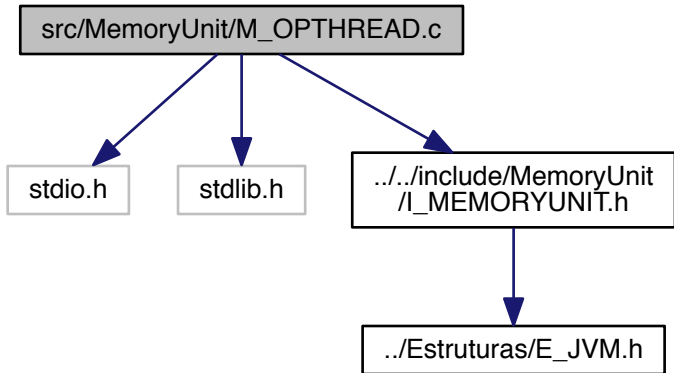 src/MemoryUnit/M_OPTHREAD.c
stdio.h
stdlib.h
../../include/MemoryUnit
/I_MEMORYUNIT.h
../Estruturas/E_JVM.h